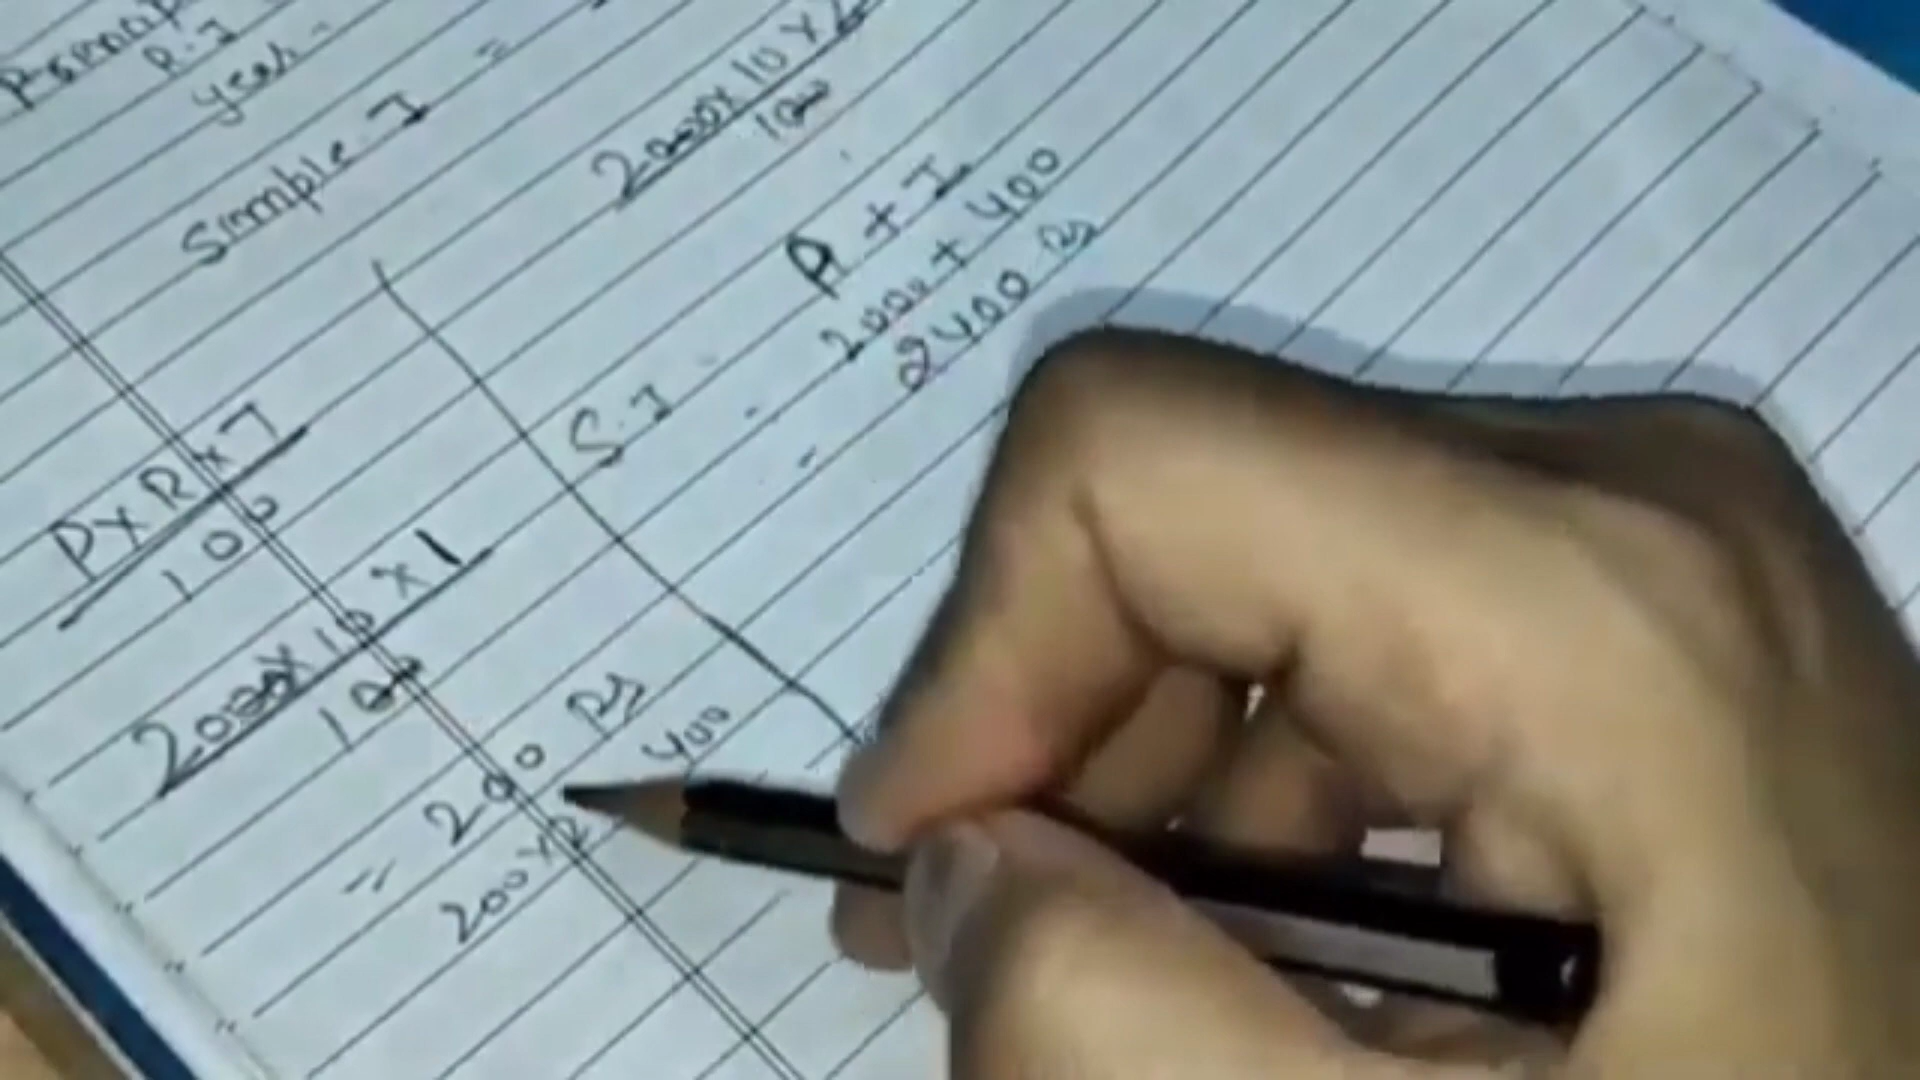 R.I
year -
Simple.I =
2000×10×2
100
P×R×T
100
S.I
P + I
- 2000 + 400
- 2400 Rs
2000×10×1
100
= 200 Rs
200×2 400